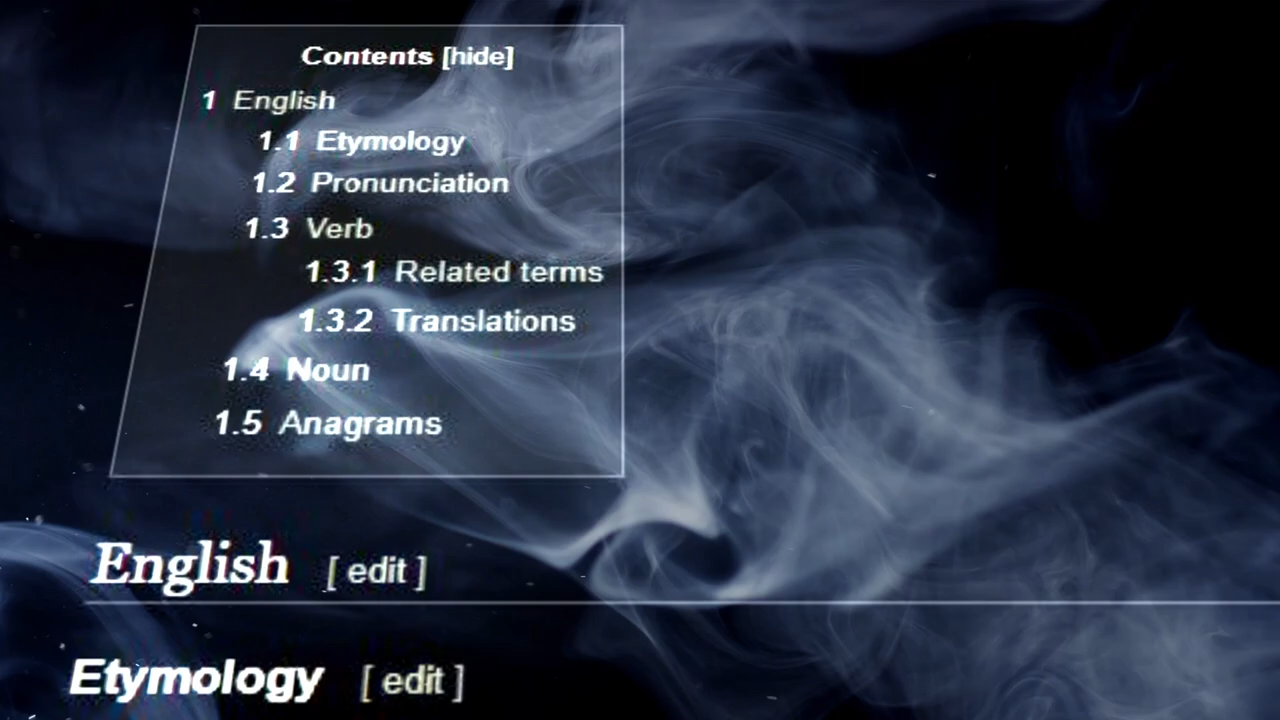 Contents [hide]
1 English
1.1 Etymology
1.2 Pronunciation
1.3 Verb
1.3.1 Related terms
1.3.2 Translations
1.4 Noun
1.5 Anagrams
English [ edit ]
Etymology [ edit ]